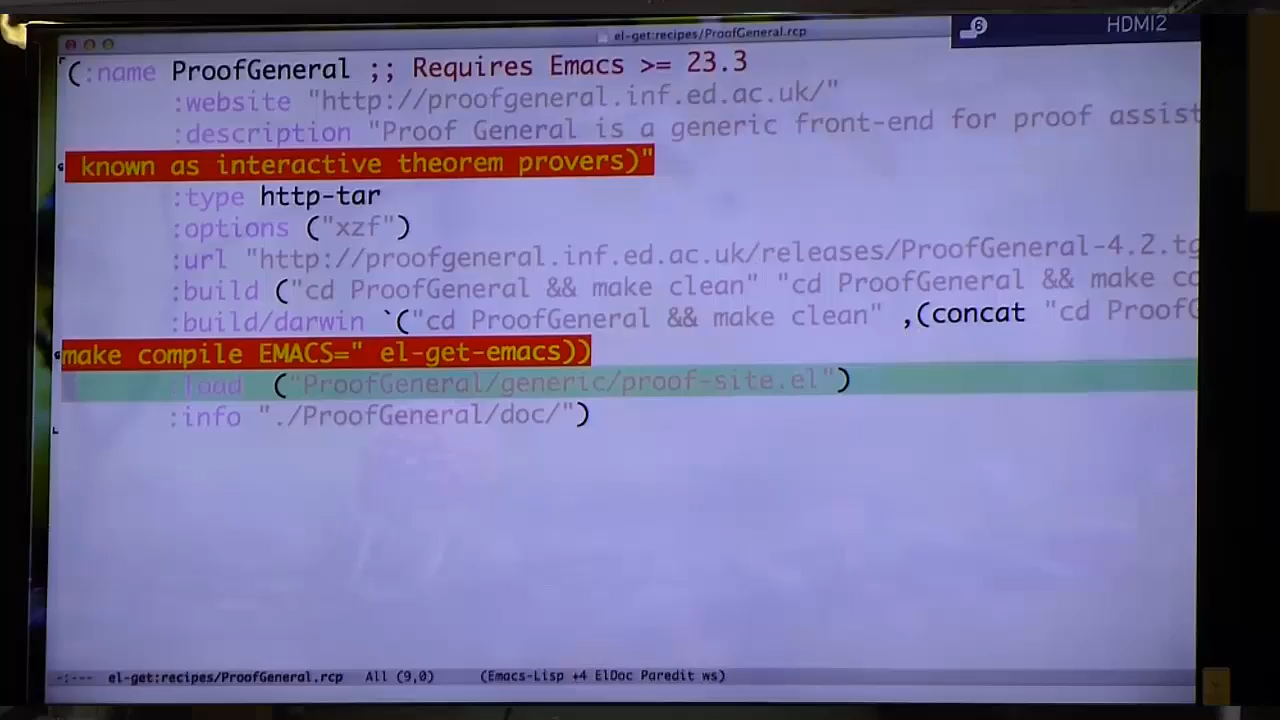 el-get:recipes/ProofGeneral.rcp
6 HDMI2
(:name ProofGeneral ;; Requires Emacs >= 23.3
:website "http://proofgeneral.inf.ed.ac.uk/"
:description "Proof General is a generic front-end for proof assist
known as interactive theorem provers)"
:type http-tar
:options ("xzf")
:url "http://proofgeneral.inf.ed.ac.uk/releases/ProofGeneral-4.2.tg
:build ("cd ProofGeneral && make clean" "cd ProofGeneral && make co
:build/darwin `("cd ProofGeneral && make clean" ,(concat "cd ProofG
make compile EMACS=" el-get-emacs))
:load ("ProofGeneral/generic/proof-site.el")
:info "./ProofGeneral/doc/")
-:--- el-get:recipes/ProofGeneral.rcp All (9,0) (Emacs-Lisp +4 ElDoc Paredit ws)